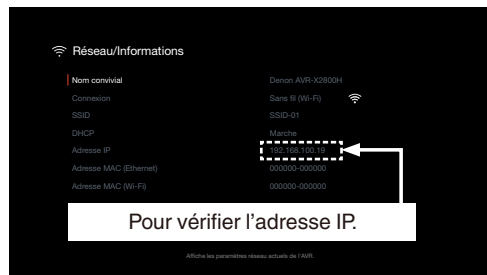 Réseau/Informations
Nom convivial Denon AVR-X2800H
Connexion Sans fil (Wi-Fi)
SSID SSID-01
DHCP Marche
Adresse IP 192.168.100.19
Adresse MAC (Ethernet) 000000-000000
Adresse MAC (Wi-Fi) 000000-000000
Pour vérifier l’adresse IP.
Affiche les paramètres réseau actuels de l'AVR.